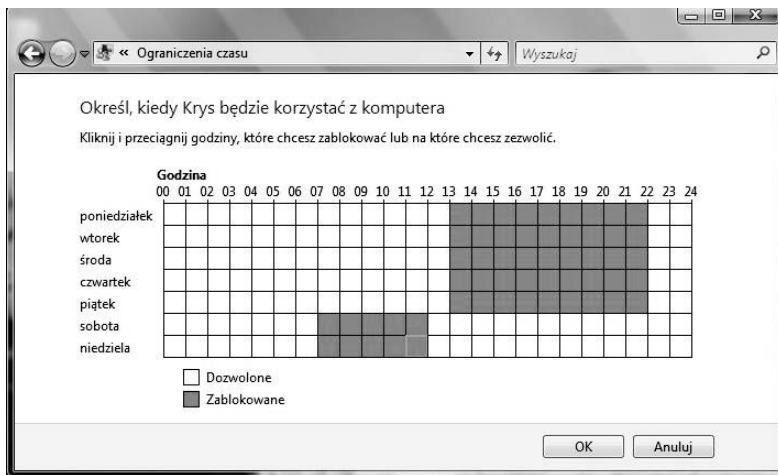 « Ograniczenia czasu
Wyszukaj
Określ, kiedy Krys będzie korzystać z komputera
Kliknij i przeciągnij godziny, które chcesz zablokować lub na które chcesz zezwolić.
Godzina
00 01 02 03 04 05 06 07 08 09 10 11 12 13 14 15 16 17 18 19 20 21 22 23 24
poniedziałek
wtorek
środa
czwartek
piątek
sobota
niedziela
Dozwolone
Zablokowane
OK Anuluj